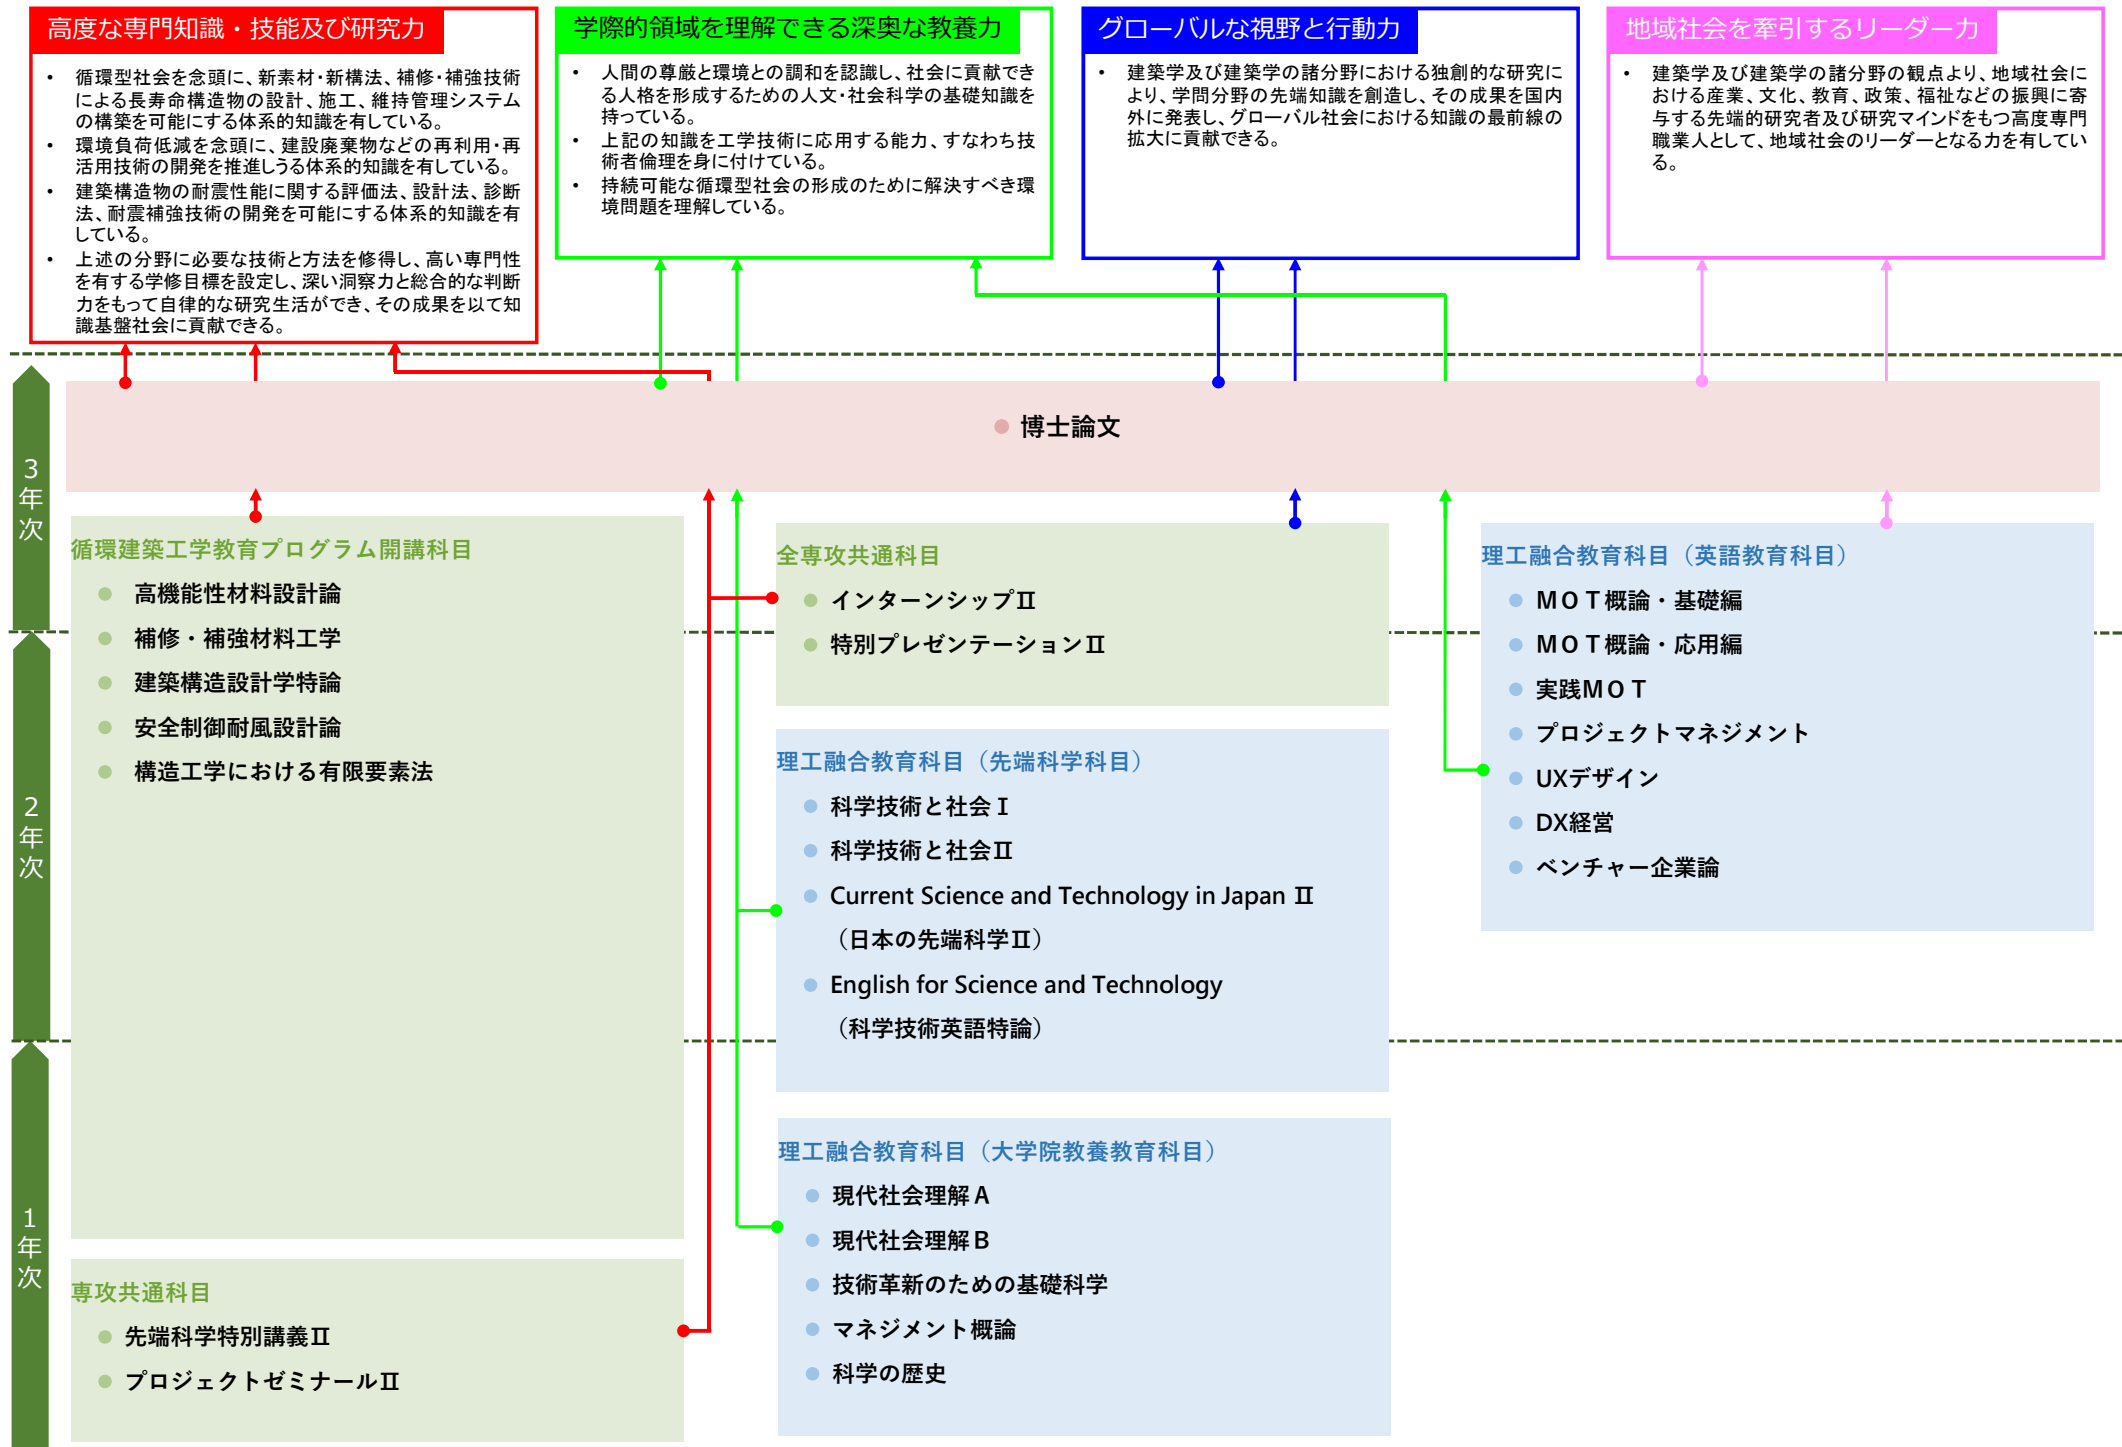 高度な専門知識・技能及び研究力
• 循環型社会を念頭に、新素材・新構法、補修・補強技術
による長寿命構造物の設計、施工、維持管理システム
の構築を可能にする体系的知識を有している。
• 環境負荷低減を念頭に、建設廃棄物などの再利用・再
活用技術の開発を推進しうる体系的知識を有している。
• 建築構造物の耐震性能に関する評価法、設計法、診断
法、耐震補強技術の開発を可能にする体系的知識を有
している。
• 上述の分野に必要な技術と方法を修得し、高い専門性
を有する学修目標を設定し、深い洞察力と総合的な判断
力をもって自律的な研究生活ができ、その成果を以て知
識基盤社会に貢献できる。
学際的領域を理解できる深奥な教養力
• 人間の尊厳と環境との調和を認識し、社会に貢献でき
る人格を形成するための人文・社会科学の基礎知識を
持っている。
• 上記の知識を工学技術に応用する能力、すなわち技
術者倫理を身に付けている。
• 持続可能な循環型社会の形成のために解決すべき環
境問題を理解している。
グローバルな視野と行動力
• 建築学及び建築学の諸分野における独創的な研究に
より、学問分野の先端知識を創造し、その成果を国内
外に発表し、グローバル社会における知識の最前線の
拡大に貢献できる。
地域社会を牽引するリーダー力
• 建築学及び建築学の諸分野の観点より、地域社会に
おける産業、文化、教育、政策、福祉などの振興に寄
与する先端的研究者及び研究マインドをもつ高度専門
職業人として、地域社会のリーダーとなる力を有してい
る。
3年次
博士論文
循環建築工学教育プログラム開講科目
高機能性材料設計論
補修・補強材料工学
建築構造設計学特論
安全制御耐風設計論
構造工学における有限要素法
全専攻共通科目
インターンシップⅡ
特別プレゼンテーションⅡ
理工融合教育科目（英語教育科目）
ＭＯＴ概論・基礎編
ＭＯＴ概論・応用編
実践ＭＯＴ
プロジェクトマネジメント
UXデザイン
DX経営
ベンチャー企業論
2年次
理工融合教育科目（先端科学科目）
科学技術と社会Ⅰ
科学技術と社会Ⅱ
Current Science and Technology in Japan Ⅱ
（日本の先端科学Ⅱ）
English for Science and Technology
（科学技術英語特論）
1年次
理工融合教育科目（大学院教養教育科目）
現代社会理解Ａ
現代社会理解Ｂ
技術革新のための基礎科学
マネジメント概論
科学の歴史
専攻共通科目
先端科学特別講義Ⅱ
プロジェクトゼミナールⅡ